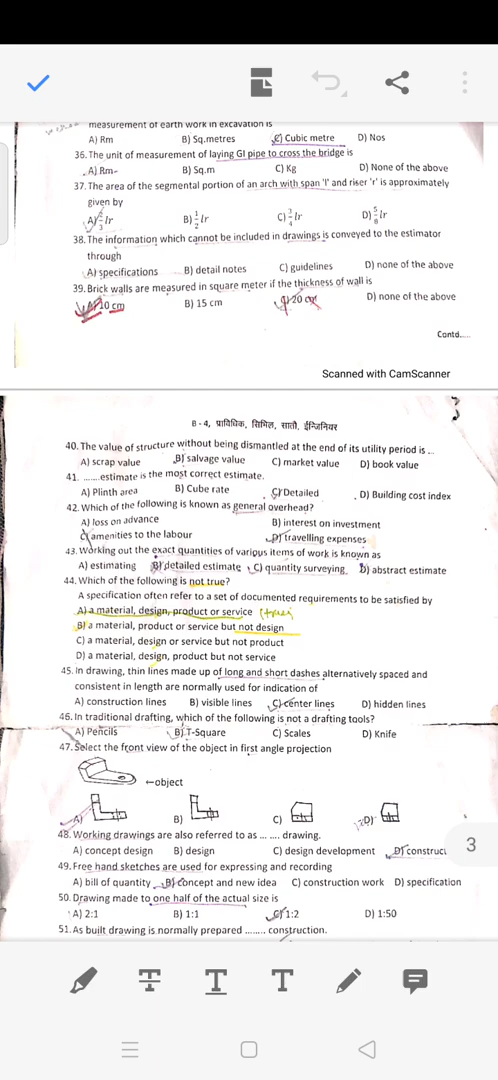 measurement of earth work in excavation is
A) Rm B) Sq.metres C) Cubic metre D) Nos
36. The unit of measurement of laying GI pipe to cross the bridge is
A) Rm B) Sq.m C) Kg D) None of the above
37. The area of the segmental portion of an arch with span 'l' and riser 'r' is approximately
given by
A) 2/3 lr B) 1/2 lr C) 3/4 lr D) 5/8 lr
38. The information which cannot be included in drawings is conveyed to the estimator
through
A) specifications B) detail notes C) guidelines D) none of the above
39. Brick walls are measured in square meter if the thickness of wall is
A) 10 cm B) 15 cm C) 20 cm D) none of the above
Contd.....
Scanned with CamScanner
B - 4, प्राविधिक, सिभिल, सातौ, ईन्जिनियर
40. The value of structure without being dismantled at the end of its utility period is ...
A) scrap value B) salvage value C) market value D) book value
41. .......estimate is the most correct estimate.
A) Plinth area B) Cube rate C) Detailed D) Building cost index
42. Which of the following is known as general overhead?
A) loss on advance B) interest on investment
C) amenities to the labour D) travelling expenses
43. Working out the exact quantities of various items of work is known as
A) estimating B) detailed estimate C) quantity surveying D) abstract estimate
44. Which of the following is not true?
A specification often refer to a set of documented requirements to be satisfied by
A) a material, design, product or service (true)
B) a material, product or service but not design
C) a material, design or service but not product
D) a material, design, product but not service
45. In drawing, thin lines made up of long and short dashes alternatively spaced and
consistent in length are normally used for indication of
A) construction lines B) visible lines C) center lines D) hidden lines
46. In traditional drafting, which of the following is not a drafting tools?
A) Pencils B) T-Square C) Scales D) Knife
47. Select the front view of the object in first angle projection
←object
A) B) C) D)
48. Working drawings are also referred to as ... .... drawing.
A) concept design B) design C) design development D) construc
3
49. Free hand sketches are used for expressing and recording
A) bill of quantity B) concept and new idea C) construction work D) specification
50. Drawing made to one half of the actual size is
A) 2:1 B) 1:1 C) 1:2 D) 1:50
51. As built drawing is normally prepared ........ construction.
T T T